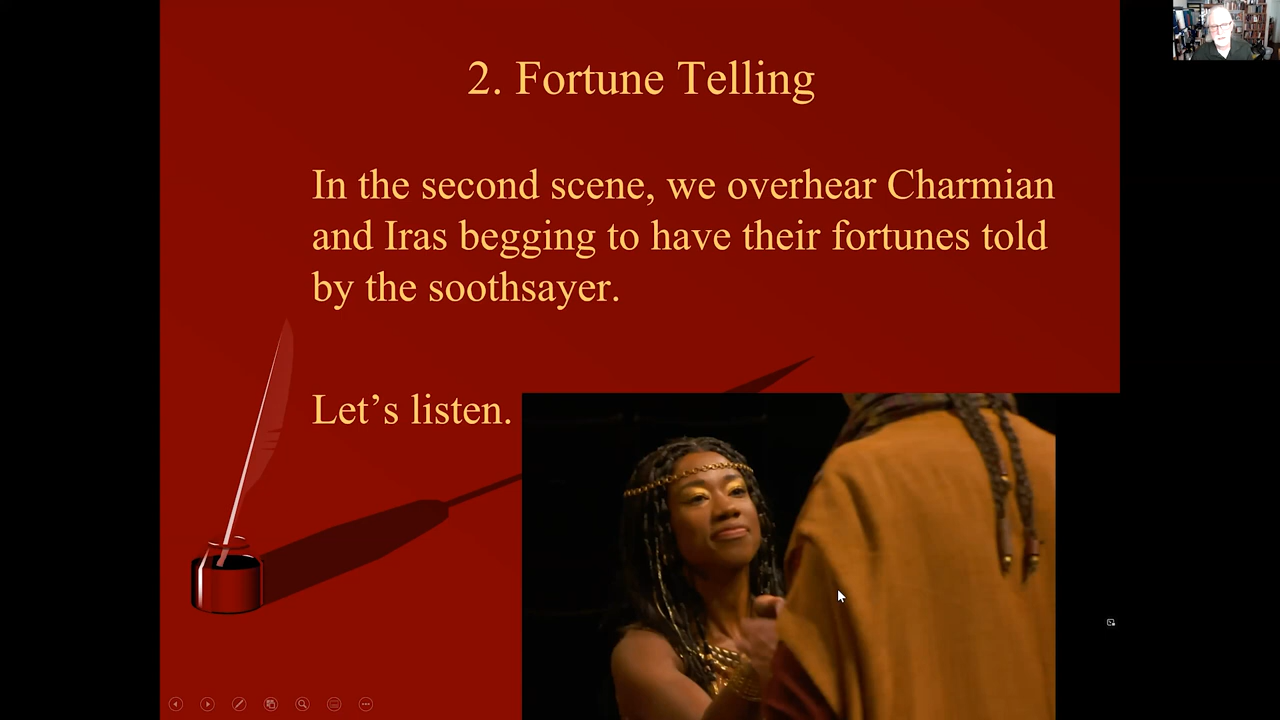 2. Fortune Telling
In the second scene, we overhear Charmian
and Iras begging to have their fortunes told
by the soothsayer.
Let’s listen.